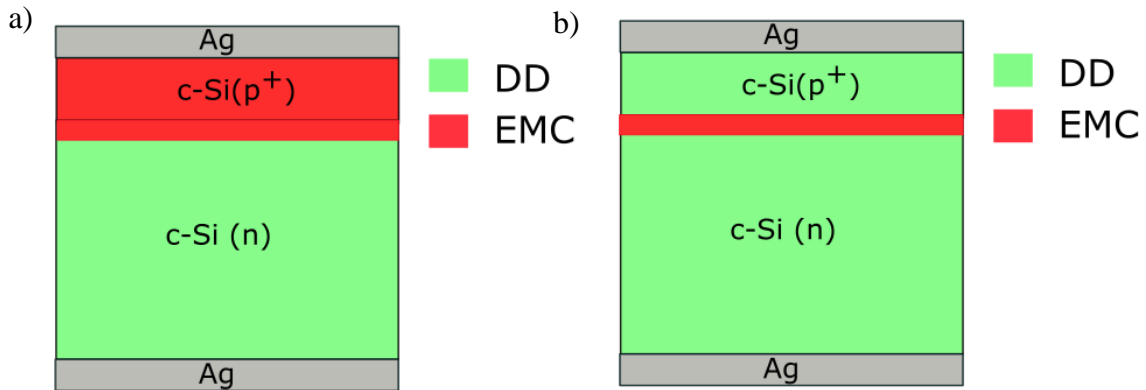 a)
Ag
c-Si(p+)
c-Si (n)
Ag
DD
EMC
b)
Ag
c-Si(p+)
c-Si (n)
Ag
DD
EMC